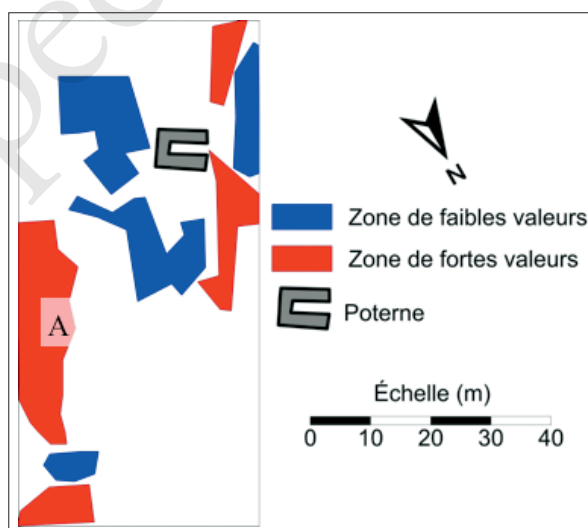 N
Zone de faibles valeurs
Zone de fortes valeurs
A
Poterne
Échelle (m)
0 10 20 30 40